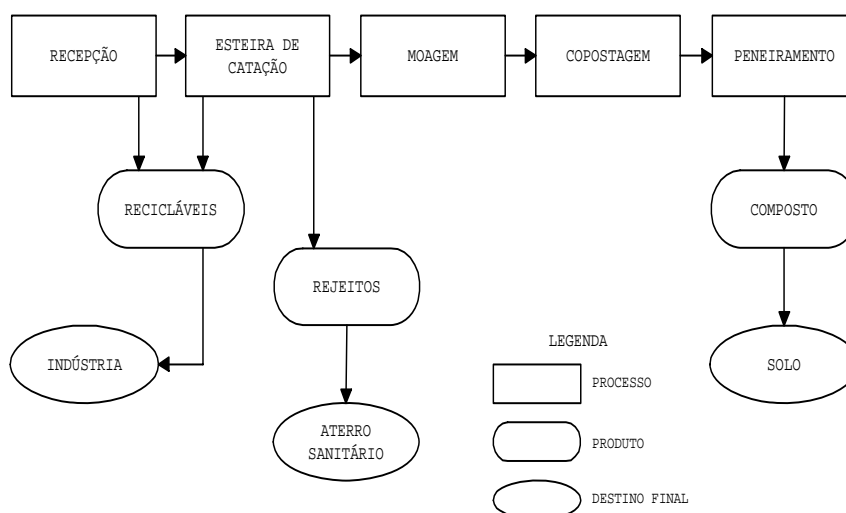 RECEPÇÃO
ESTEIRA DE
CATAÇÃO
MOAGEM
COPOSTAGEM
PENEIRAMENTO
RECICLÁVEIS
COMPOSTO
REJEITOS
INDÚSTRIA
SOLO
ATERRO
SANITÁRIO
LEGENDA
PROCESSO
PRODUTO
DESTINO FINAL